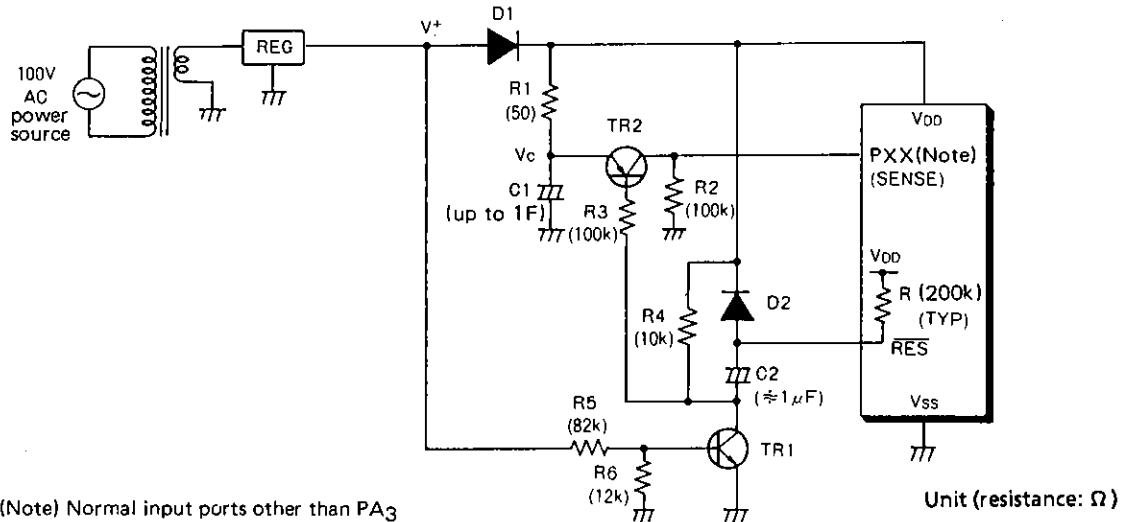 D1
V+
REG
100V
AC
power
source
R1
(50)
TR2
VDD
Vc
PXX(Note)
(SENSE)
C1
(up to 1F)
R2
(100k)
R3
(100k)
VDD
R (200k)
(TYP)
D2
R4
(10k)
RES
C2
(≒1μF)
VSS
R5
(82k)
TR1
R6
(12k)
(Note) Normal input ports other than PA3
Unit (resistance: Ω)